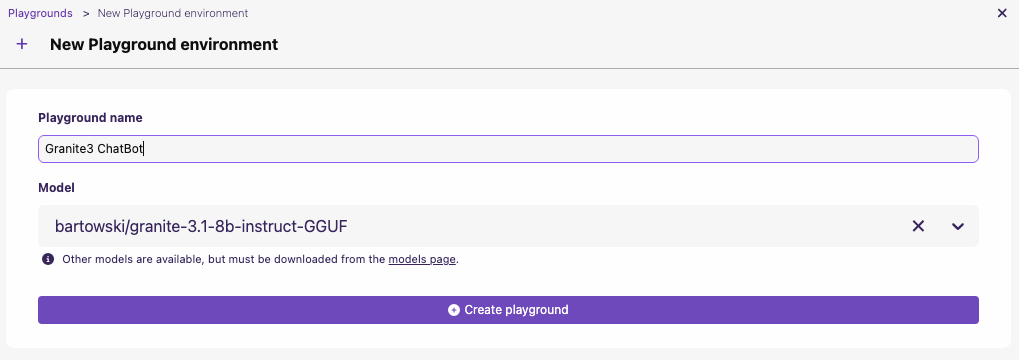 Playgrounds > New Playground environment
New Playground environment
Playground name
Granite3 ChatBot
Model
bartowski/granite-3.1-8b-instruct-GGUF
Other models are available, but must be downloaded from the models page.
Create playground